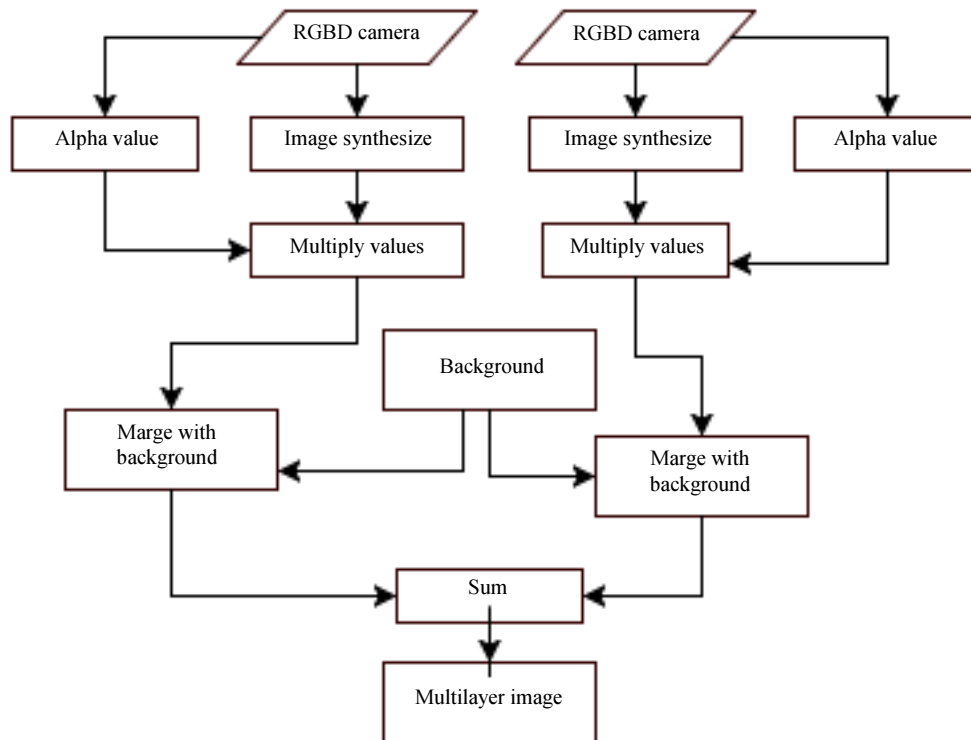 RGBD camera
RGBD camera
Alpha value
Image synthesize
Image synthesize
Alpha value
Multiply values
Multiply values
Background
Marge with
background
Marge with
background
Sum
Multilayer image